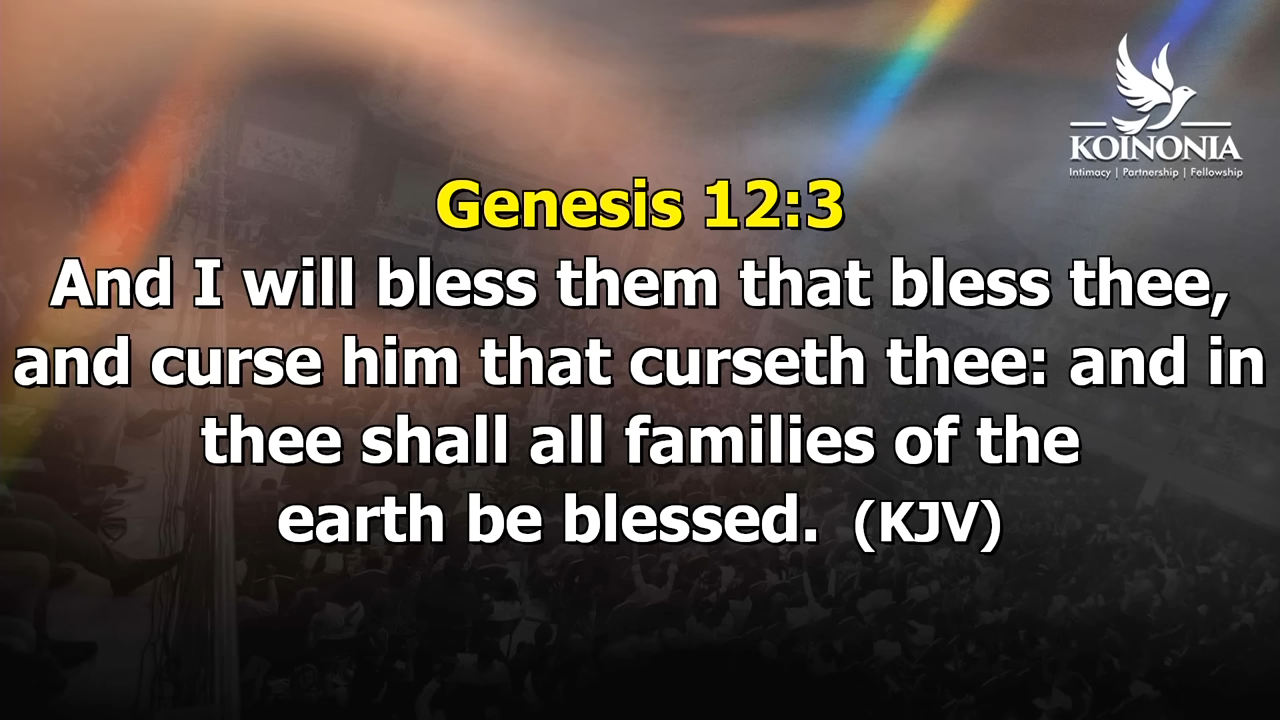 KOINONIA
Intimacy | Partnership | Fellowship
Genesis 12:3
And I will bless them that bless thee,
and curse him that curseth thee: and in
thee shall all families of the
earth be blessed. (KJV)